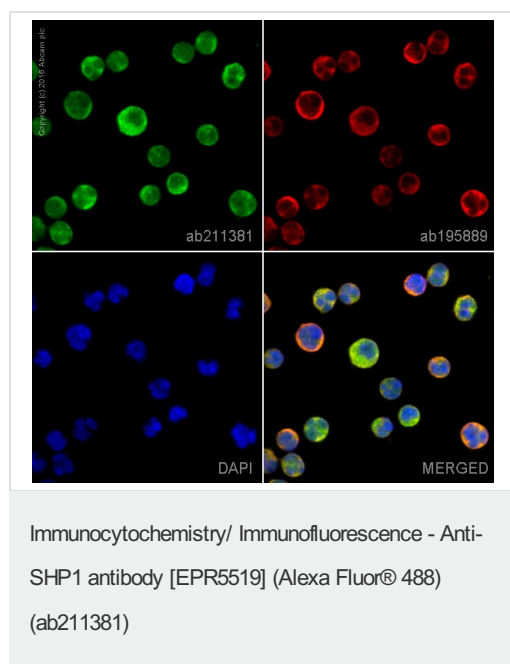 Copyright (c) 2016 Abcam plc
ab211381
ab195889
DAPI
MERGED
Immunocytochemistry/ Immunofluorescence - Anti-
SHP1 antibody [EPR5519] (Alexa Fluor® 488)
(ab211381)